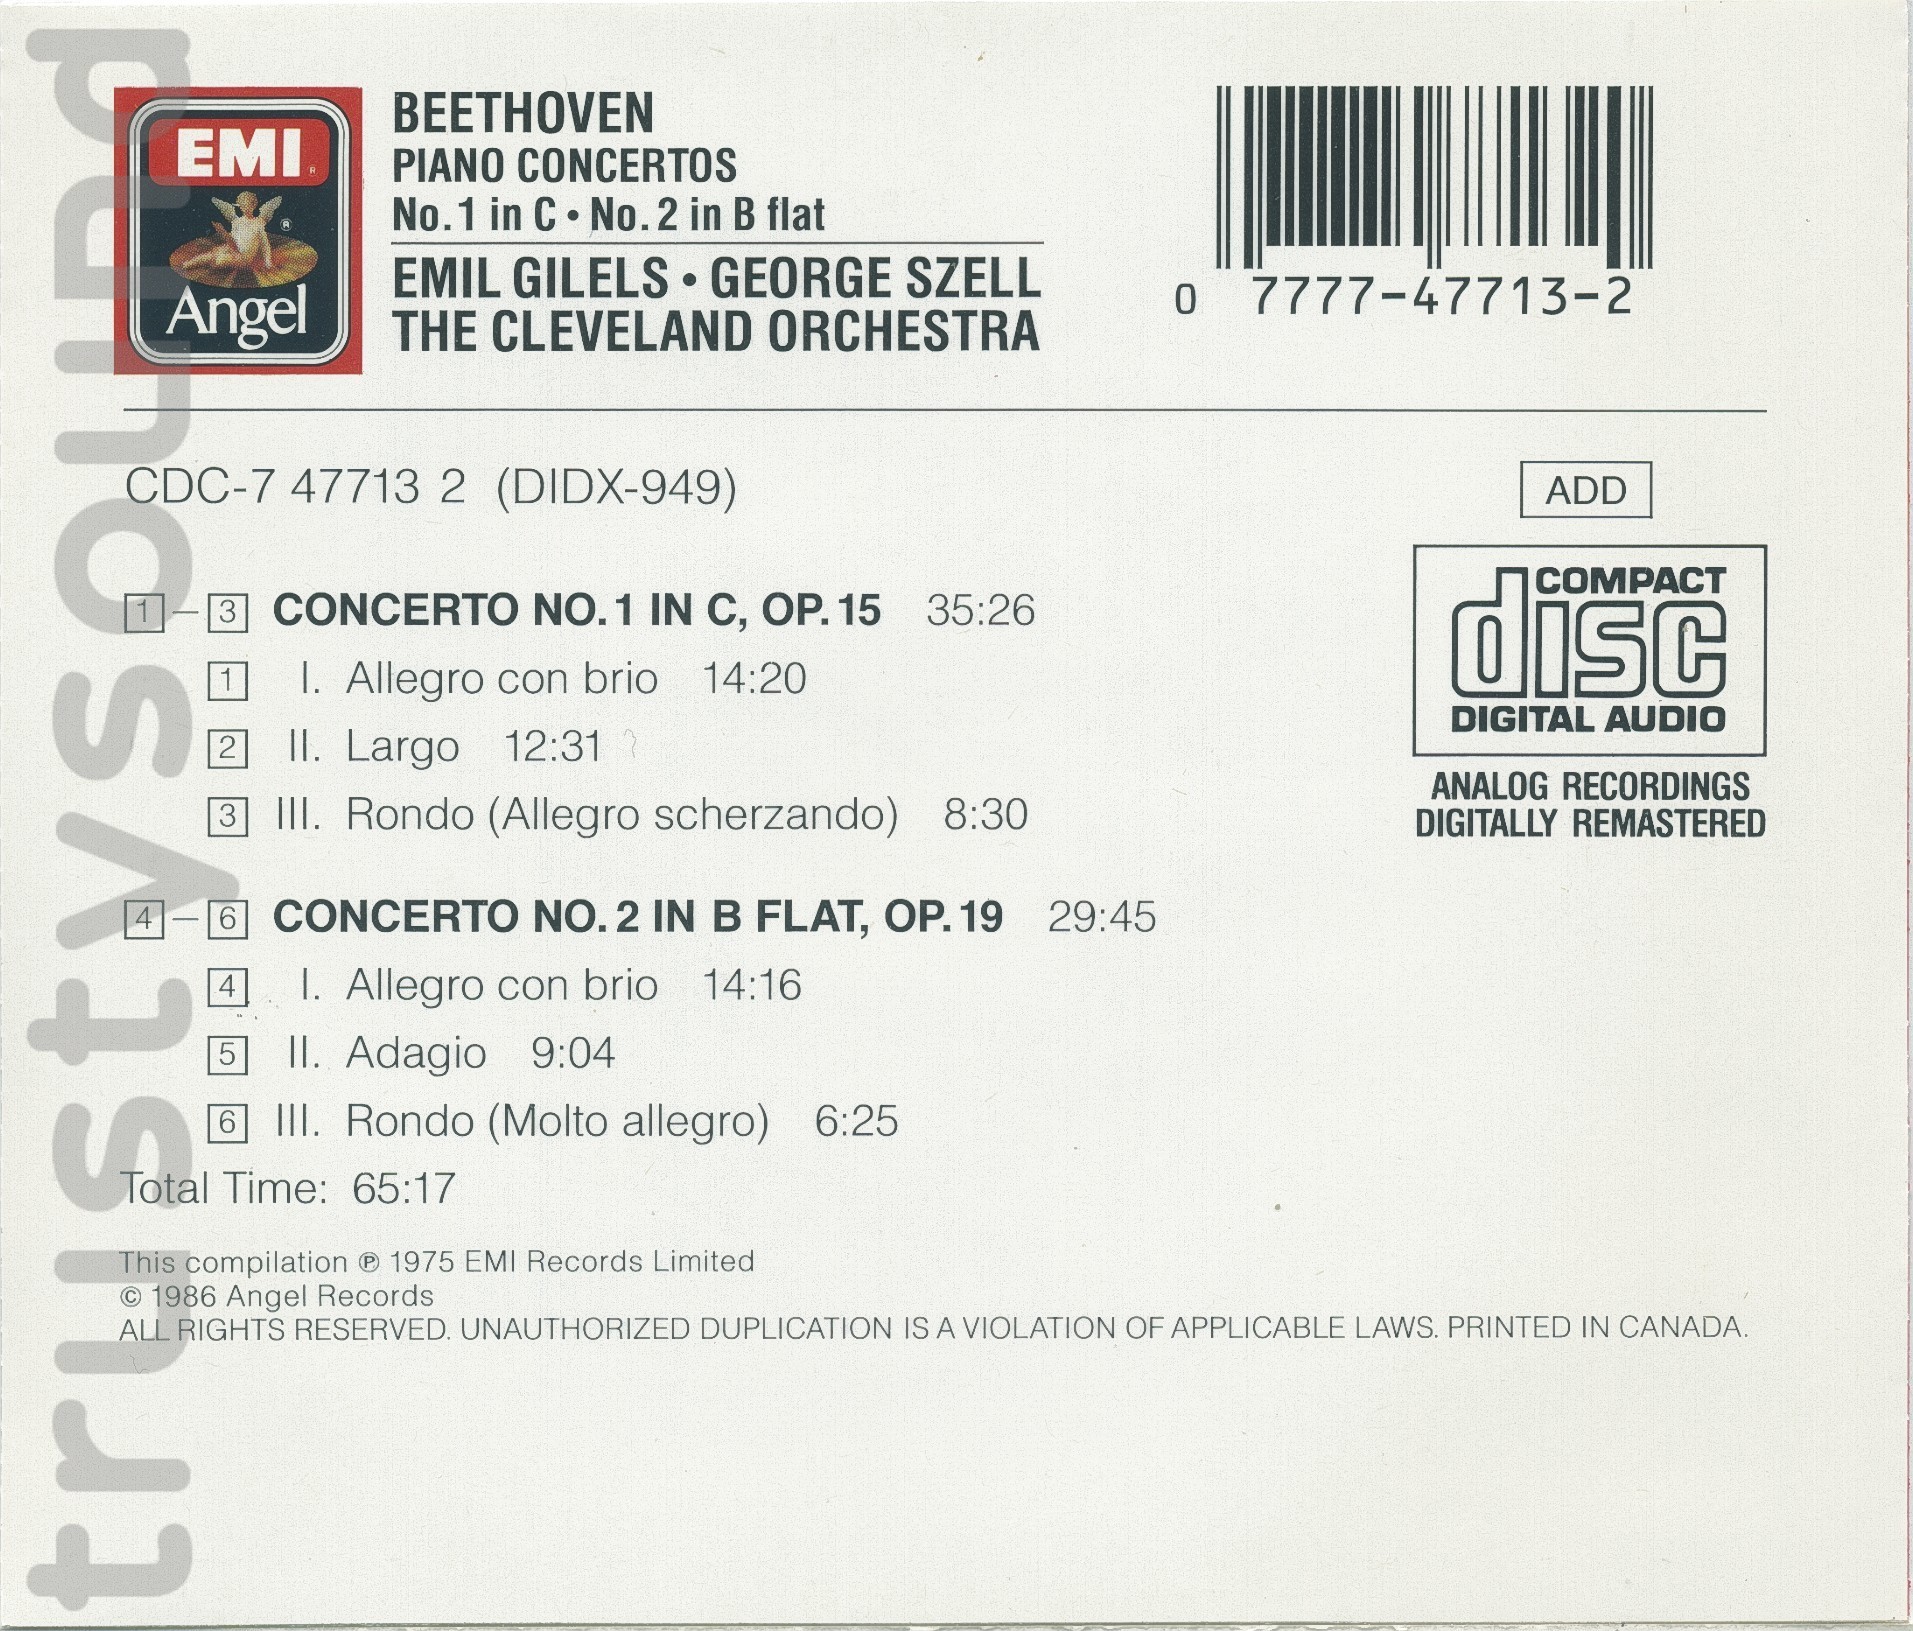 EMI
Angel
BEETHOVEN
PIANO CONCERTOS
No. 1 in C • No. 2 in B flat
EMIL GILELS • GEORGE SZELL
THE CLEVELAND ORCHESTRA
0 7777-47713-2
CDC-7 47713 2 (DIDX-949)
ADD
COMPACT
disc
DIGITAL AUDIO
ANALOG RECORDINGS
DIGITALLY REMASTERED
1 – 3 CONCERTO NO. 1 IN C, OP. 15 35:26
1 I. Allegro con brio 14:20
2 II. Largo 12:31
3 III. Rondo (Allegro scherzando) 8:30
4 – 6 CONCERTO NO. 2 IN B FLAT, OP. 19 29:45
4 I. Allegro con brio 14:16
5 II. Adagio 9:04
6 III. Rondo (Molto allegro) 6:25
Total Time: 65:17
This compilation ℗ 1975 EMI Records Limited
© 1986 Angel Records
ALL RIGHTS RESERVED. UNAUTHORIZED DUPLICATION IS A VIOLATION OF APPLICABLE LAWS. PRINTED IN CANADA.
trustysound